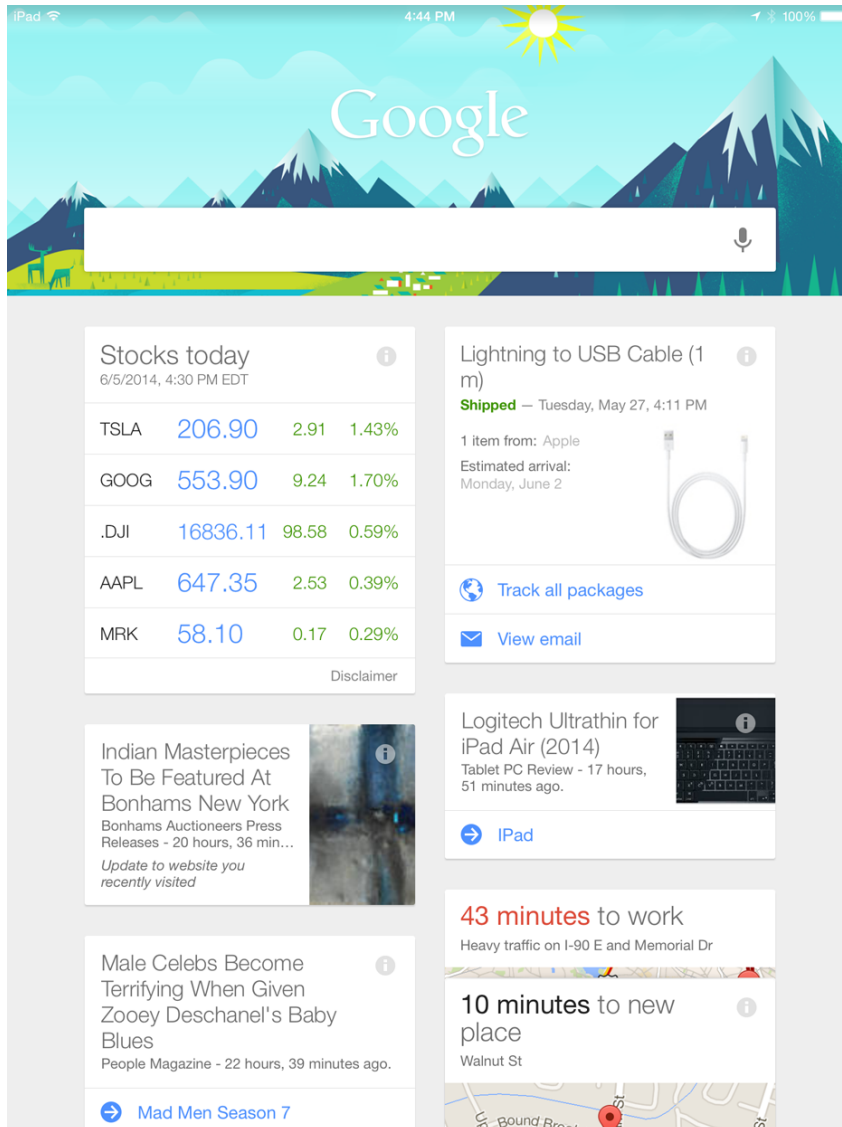 iPad
4:44 PM
100%
Google
Stocks today
6/5/2014, 4:30 PM EDT
TSLA 206.90 2.91 1.43%
GOOG 553.90 9.24 1.70%
.DJI 16836.11 98.58 0.59%
AAPL 647.35 2.53 0.39%
MRK 58.10 0.17 0.29%
Disclaimer
Indian Masterpieces
To Be Featured At
Bonhams New York
Bonhams Auctioneers Press
Releases - 20 hours, 36 min…
Update to website you
recently visited
Male Celebs Become
Terrifying When Given
Zooey Deschanel's Baby
Blues
People Magazine - 22 hours, 39 minutes ago.
Mad Men Season 7
Lightning to USB Cable (1
m)
Shipped — Tuesday, May 27, 4:11 PM
1 item from: Apple
Estimated arrival:
Monday, June 2
Track all packages
View email
Logitech Ultrathin for
iPad Air (2014)
Tablet PC Review - 17 hours,
51 minutes ago.
IPad
43 minutes to work
Heavy traffic on I-90 E and Memorial Dr
10 minutes to new
place
Walnut St
Bound
St
St